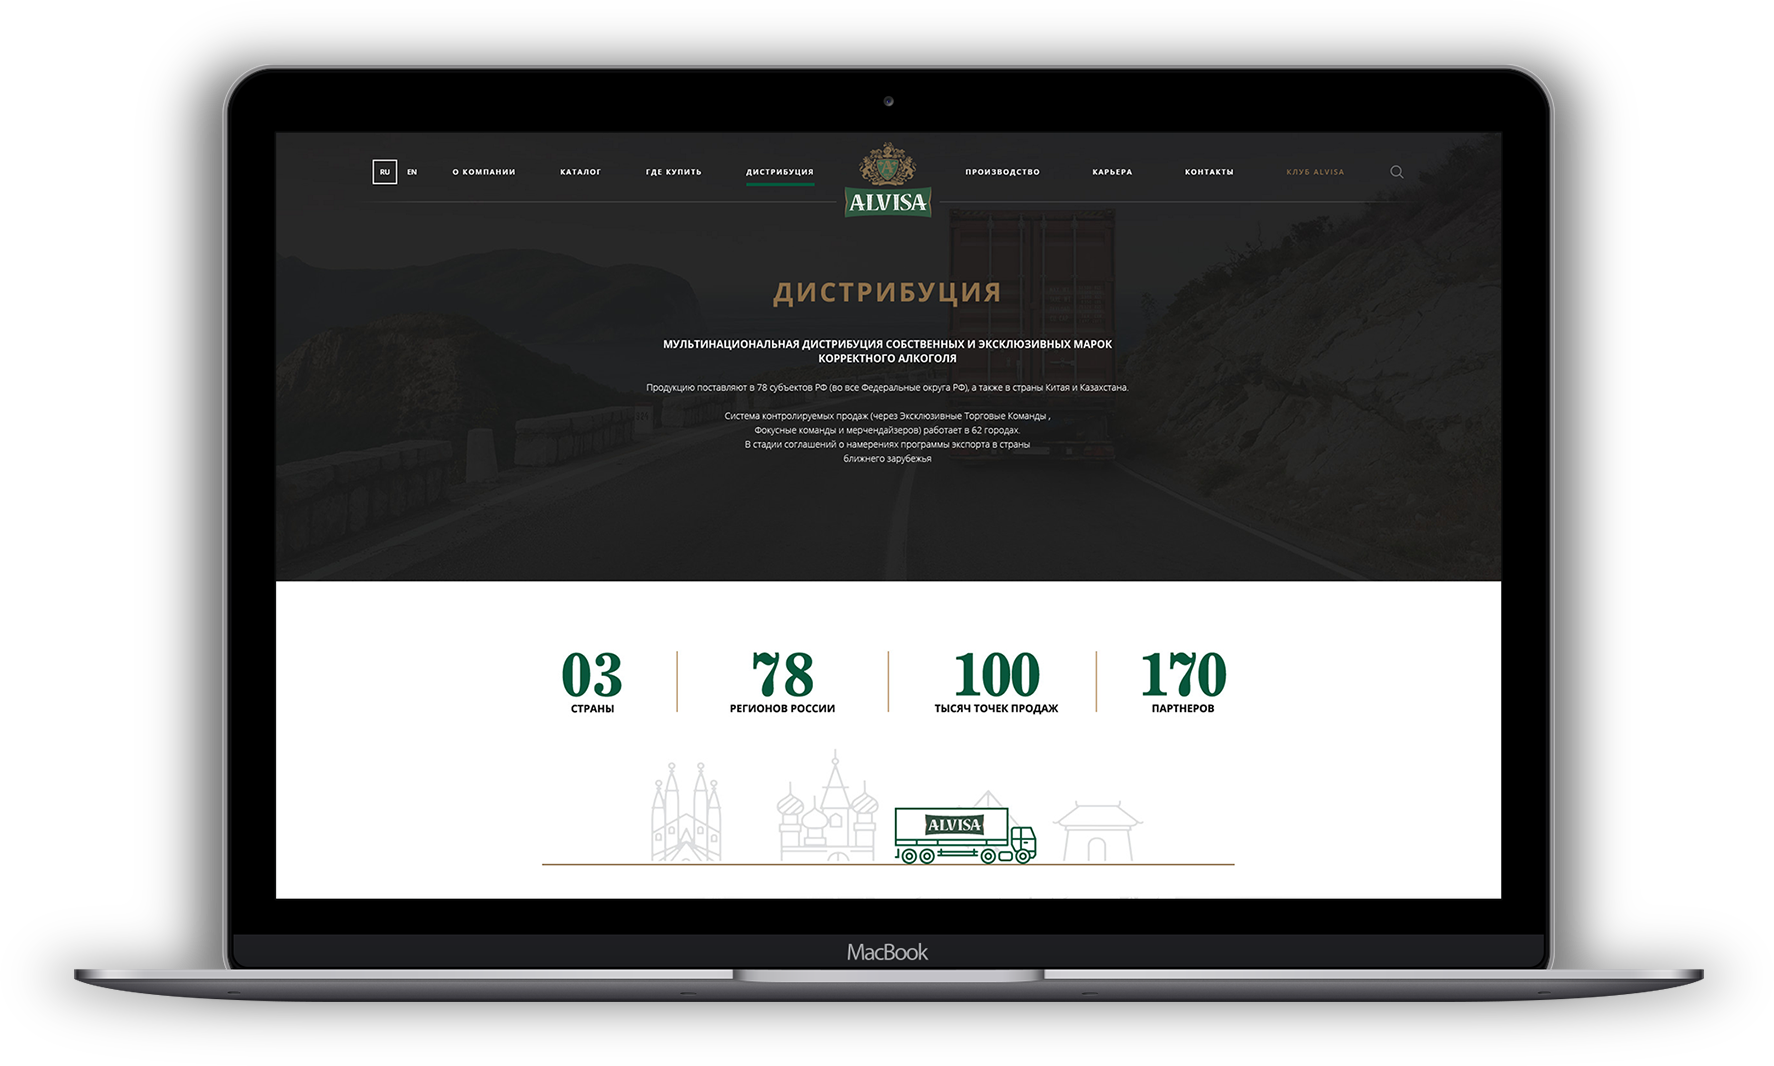 RU EN О КОМПАНИИ КАТАЛОГ ГДЕ КУПИТЬ ДИСТРИБУЦИЯ ALVISA ПРОИЗВОДСТВО КАРЬЕРА КОНТАКТЫ КЛУБ ALVISA
ДИСТРИБУЦИЯ
МУЛЬТИНАЦИОНАЛЬНАЯ ДИСТРИБУЦИЯ СОБСТВЕННЫХ И ЭКСКЛЮЗИВНЫХ МАРОК
КОРРЕКТНОГО АЛКОГОЛЯ
Продукцию поставляют в 78 субъектов РФ (во все Федеральные округа РФ), а также в страны Китая и Казахстана.
Система контролируемых продаж (через Эксклюзивные Торговые Команды ,
Фокусные команды и мерчендайзеров) работает в 62 городах.
В стадии соглашений о намерениях программы экспорта в страны
ближнего зарубежья
03 78 100 170
СТРАНЫ РЕГИОНОВ РОССИИ ТЫСЯЧ ТОЧЕК ПРОДАЖ ПАРТНЕРОВ
ALVISA
MacBook